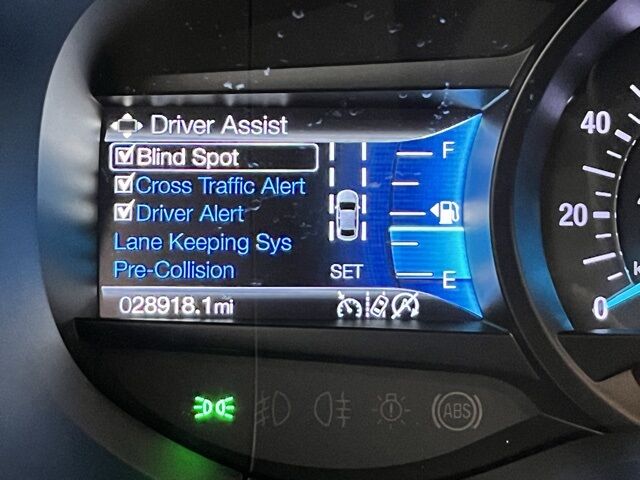 Driver Assist
Blind Spot
Cross Traffic Alert
Driver Alert
Lane Keeping Sys
Pre-Collision
028918.1mi
SET
F
E
40
20
0
ABS